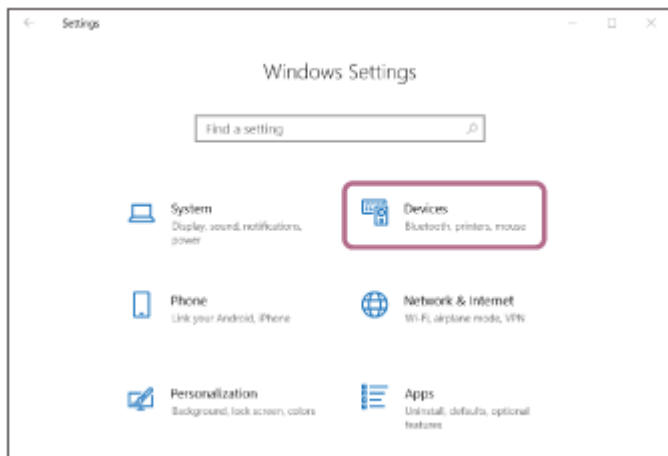 Settings
Windows Settings
Find a setting
System
Display, sound, notifications,
power
Devices
Bluetooth, printers, mouse
Phone
Link your Android, iPhone
Network & Internet
Wi-Fi, airplane mode, VPN
Personalization
Background, lock screen, colors
Apps
Uninstall, defaults, optional
features